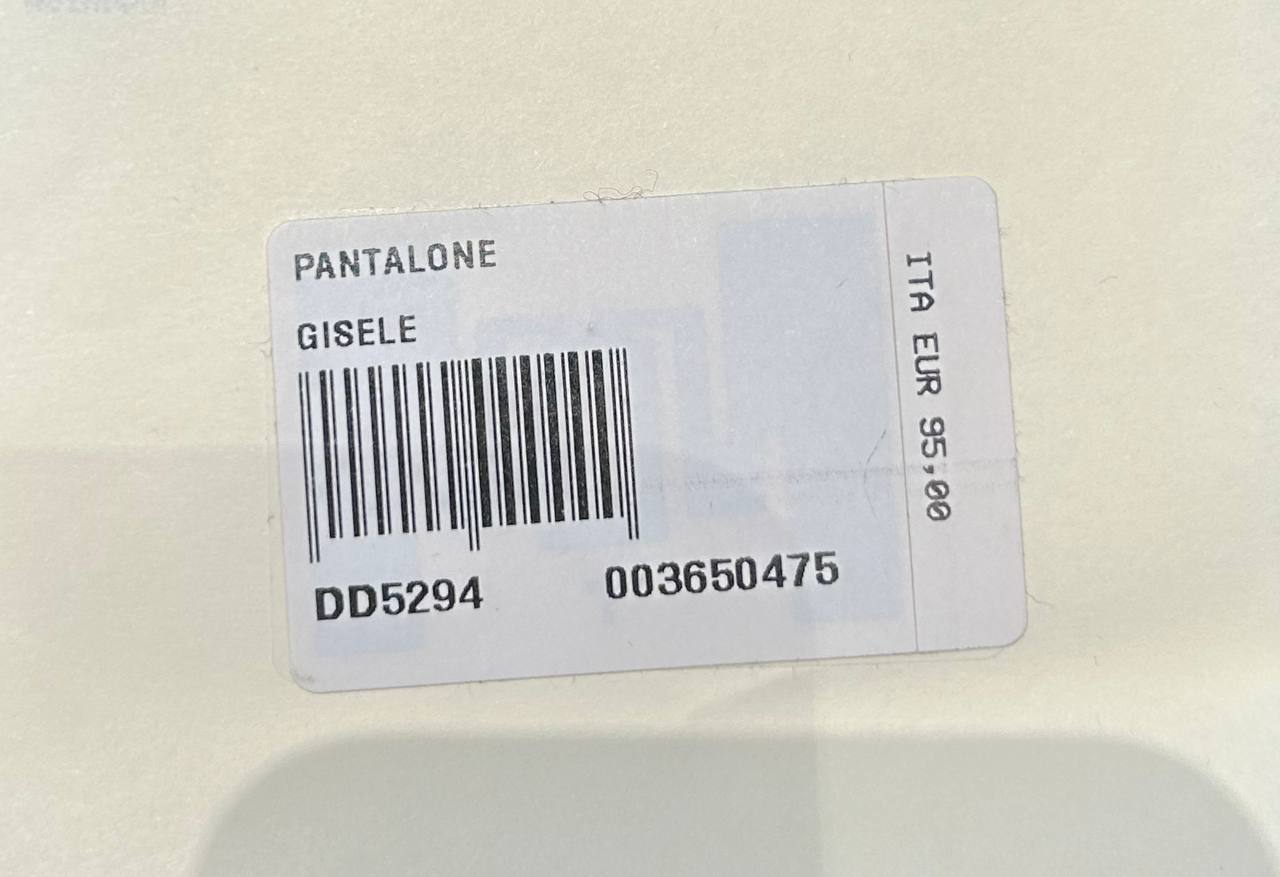 PANTALONE
GISELE
DD5294 003650475
ITA EUR 95,00